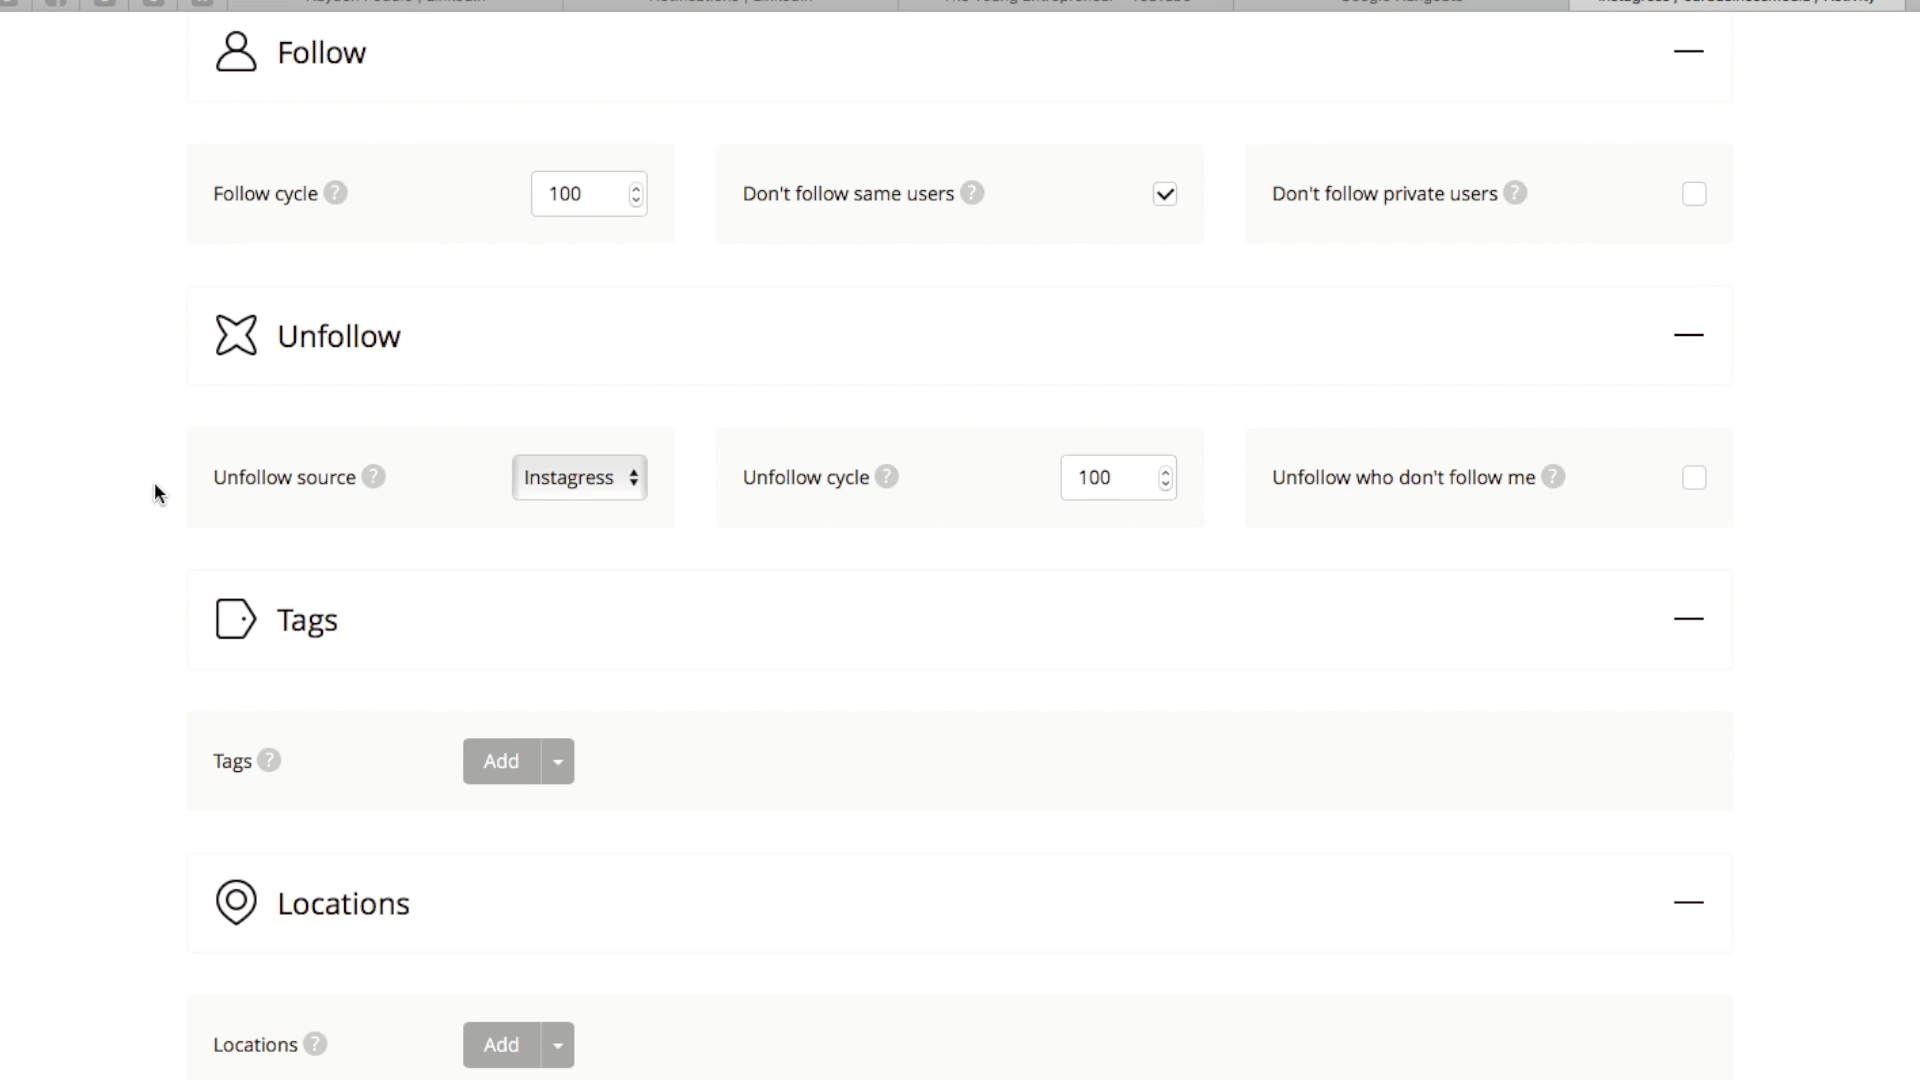 Follow
Follow cycle ? 100 Don't follow same users ? Don't follow private users ?
Unfollow
Unfollow source ? Instagress Unfollow cycle ? 100 Unfollow who don't follow me ?
Tags
Tags ? Add
Locations
Locations ? Add